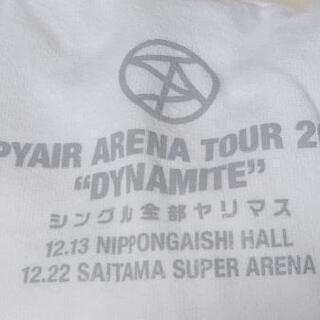 PYAIR ARENA TOUR 20
“DYNAMITE”
シングル全部ヤリマス
12.13 NIPPONGAISHI HALL
12.22 SAITAMA SUPER ARENA